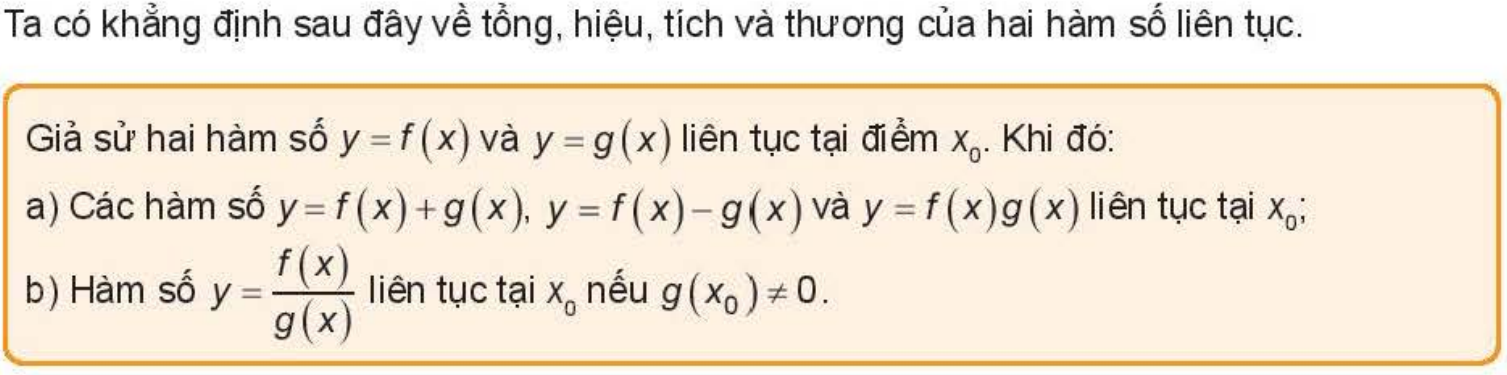 Ta có khẳng định sau đây về tổng, hiệu, tích và thương của hai hàm số liên tục.
Giả sử hai hàm số y = f(x) và y = g(x) liên tục tại điểm x₀. Khi đó:
a) Các hàm số y = f(x) + g(x), y = f(x) − g(x) và y = f(x)g(x) liên tục tại x₀;
b) Hàm số y = f(x)/g(x) liên tục tại x₀ nếu g(x₀) ≠ 0.